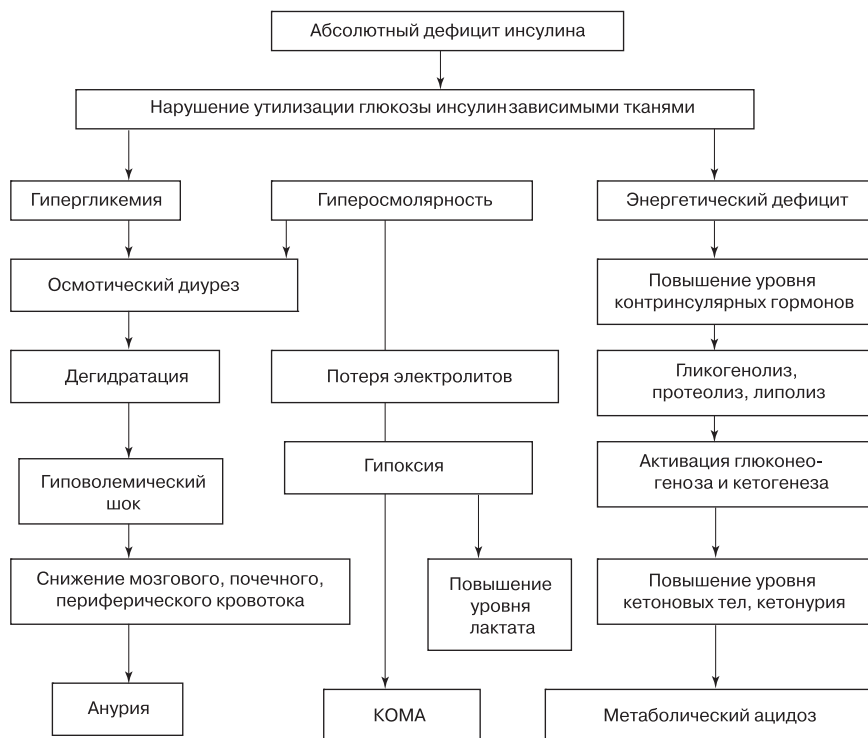 Абсолютный дефицит инсулина
Нарушение утилизации глюкозы инсулинзависимыми тканями
Гипергликемия
Гиперосмолярность
Энергетический дефицит
Осмотический диурез
Повышение уровня
контринсулярных гормонов
Дегидратация
Потеря электролитов
Гликогенолиз,
протеолиз, липолиз
Гиповолемический
шок
Гипоксия
Активация глюконео-
геноза и кетогенеза
Снижение мозгового, почечного,
периферического кровотока
Повышение
уровня
лактата
Повышение уровня
кетоновых тел, кетонурия
Анурия
КОМА
Метаболический ацидоз